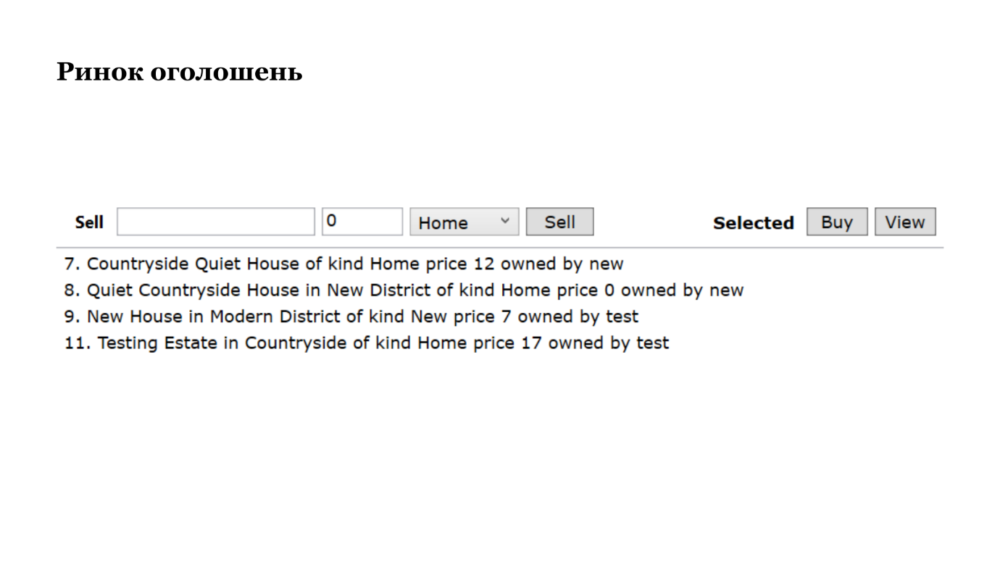 Ринок оголошень
Sell 0 Home Sell Selected Buy View
7. Countryside Quiet House of kind Home price 12 owned by new
8. Quiet Countryside House in New District of kind Home price 0 owned by new
9. New House in Modern District of kind New price 7 owned by test
11. Testing Estate in Countryside of kind Home price 17 owned by test